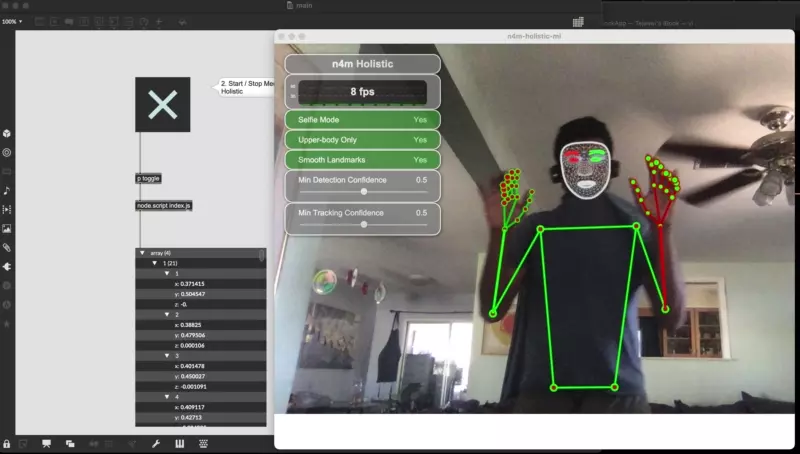 main
100%
n4m-holistic-ml
2. Start / Stop Me
Holistic
n4m Holistic
8 fps
Selfie Mode Yes
Upper-body Only Yes
Smooth Landmarks Yes
Min Detection Confidence 0.5
Min Tracking Confidence 0.5
p toggle
node.script index.js
array (4)
1 (21)
1
x: 0.371415
y: 0.504547
z: -0.
2
x: 0.38825
y: 0.479506
z: 0.000106
3
x: 0.401478
y: 0.450027
z: -0.001091
4
x: 0.409117
y: 0.42713